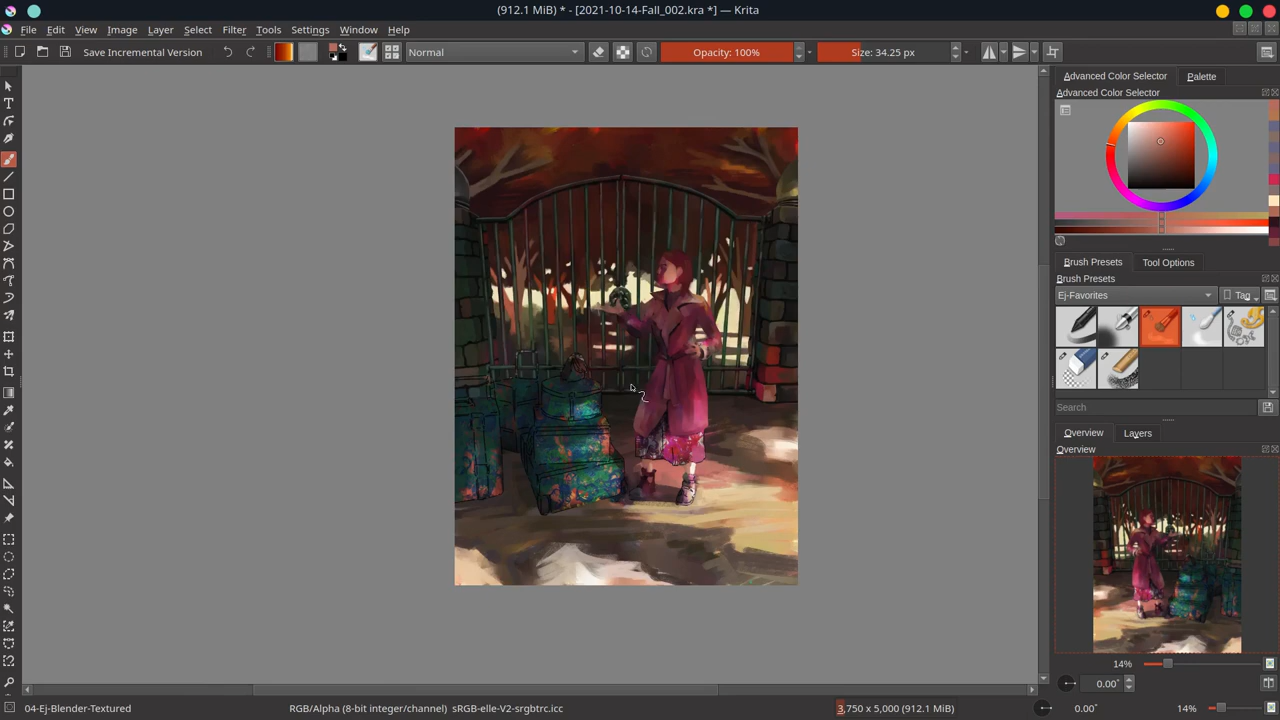 (912.1 MiB) * - [2021-10-14-Fall_002.kra *] — Krita
File Edit View Image Layer Select Filter Tools Settings Window Help
Save Incremental Version Normal Opacity: 100% Size: 34.25 px
Advanced Color Selector Palette
Advanced Color Selector
Brush Presets Tool Options
Brush Presets
Ej-Favorites Tag
Search
Overview Layers
Overview
14%
0.00°
04-Ej-Blender-Textured RGB/Alpha (8-bit integer/channel) sRGB-elle-V2-srgbtrc.icc 3,750 x 5,000 (912.1 MiB) 0.00° 14%